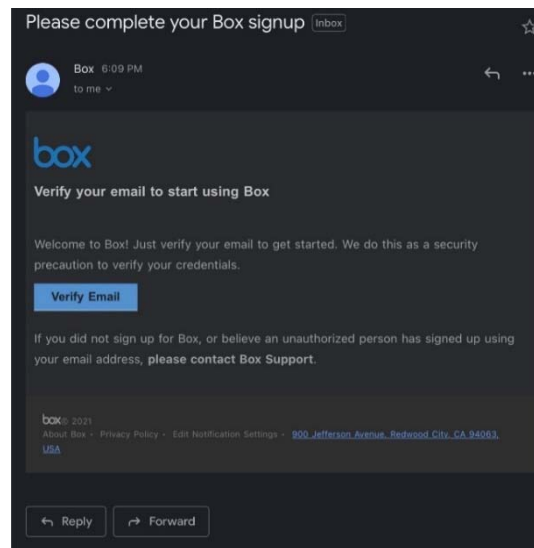 Please complete your Box signup Inbox
Box 6:09 PM
to me
box
Verify your email to start using Box
Welcome to Box! Just verify your email to get started. We do this as a security
precaution to verify your credentials.
Verify Email
If you did not sign up for Box, or believe an unauthorized person has signed up using
your email address, please contact Box Support.
box© 2021
About Box - Privacy Policy - Edit Notification Settings - 900 Jefferson Avenue, Redwood City, CA 94063,
USA
Reply Forward